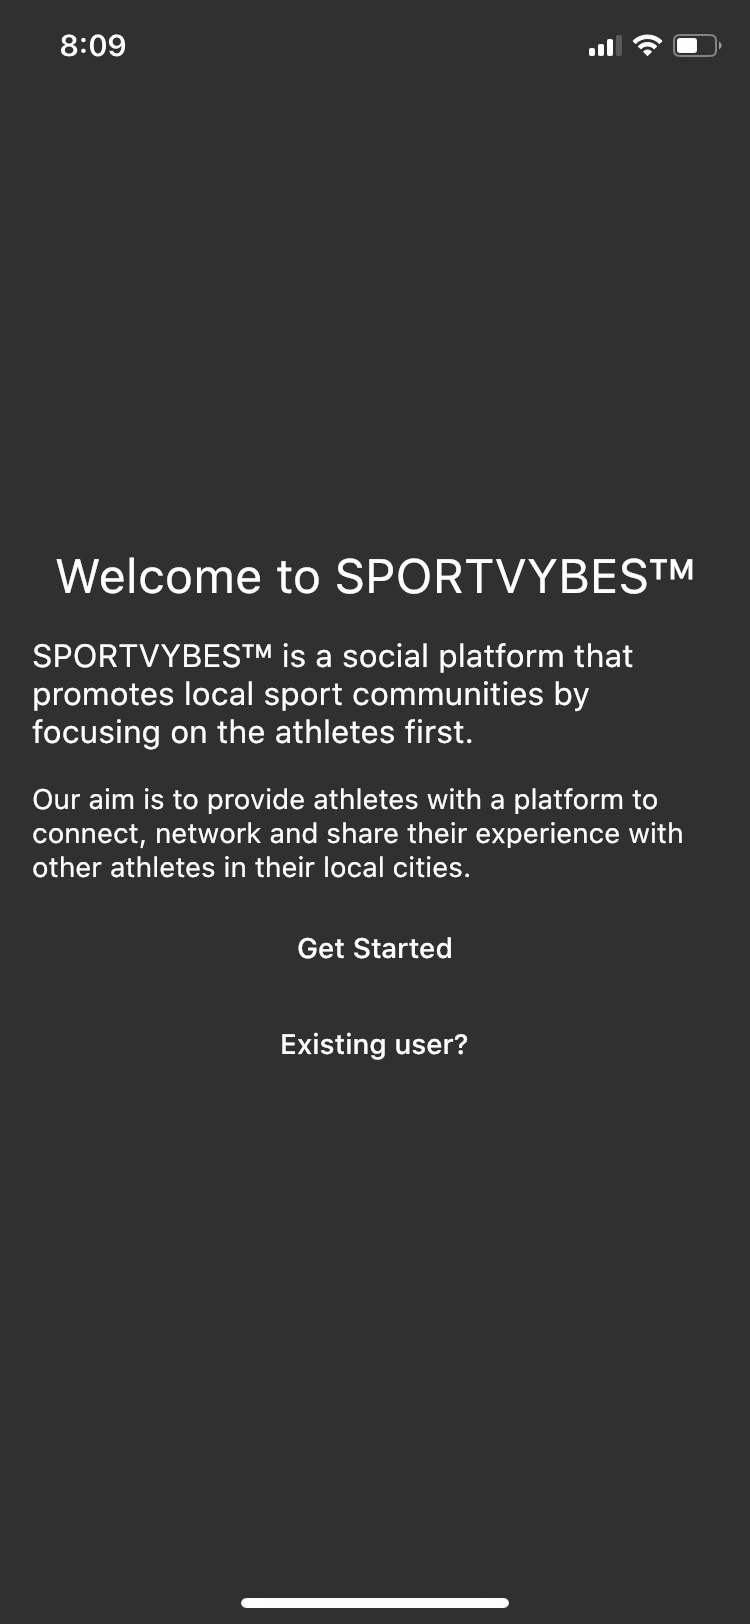 8:09
Welcome to SPORTVYBES™
SPORTVYBES™ is a social platform that
promotes local sport communities by
focusing on the athletes first.
Our aim is to provide athletes with a platform to
connect, network and share their experience with
other athletes in their local cities.
Get Started
Existing user?